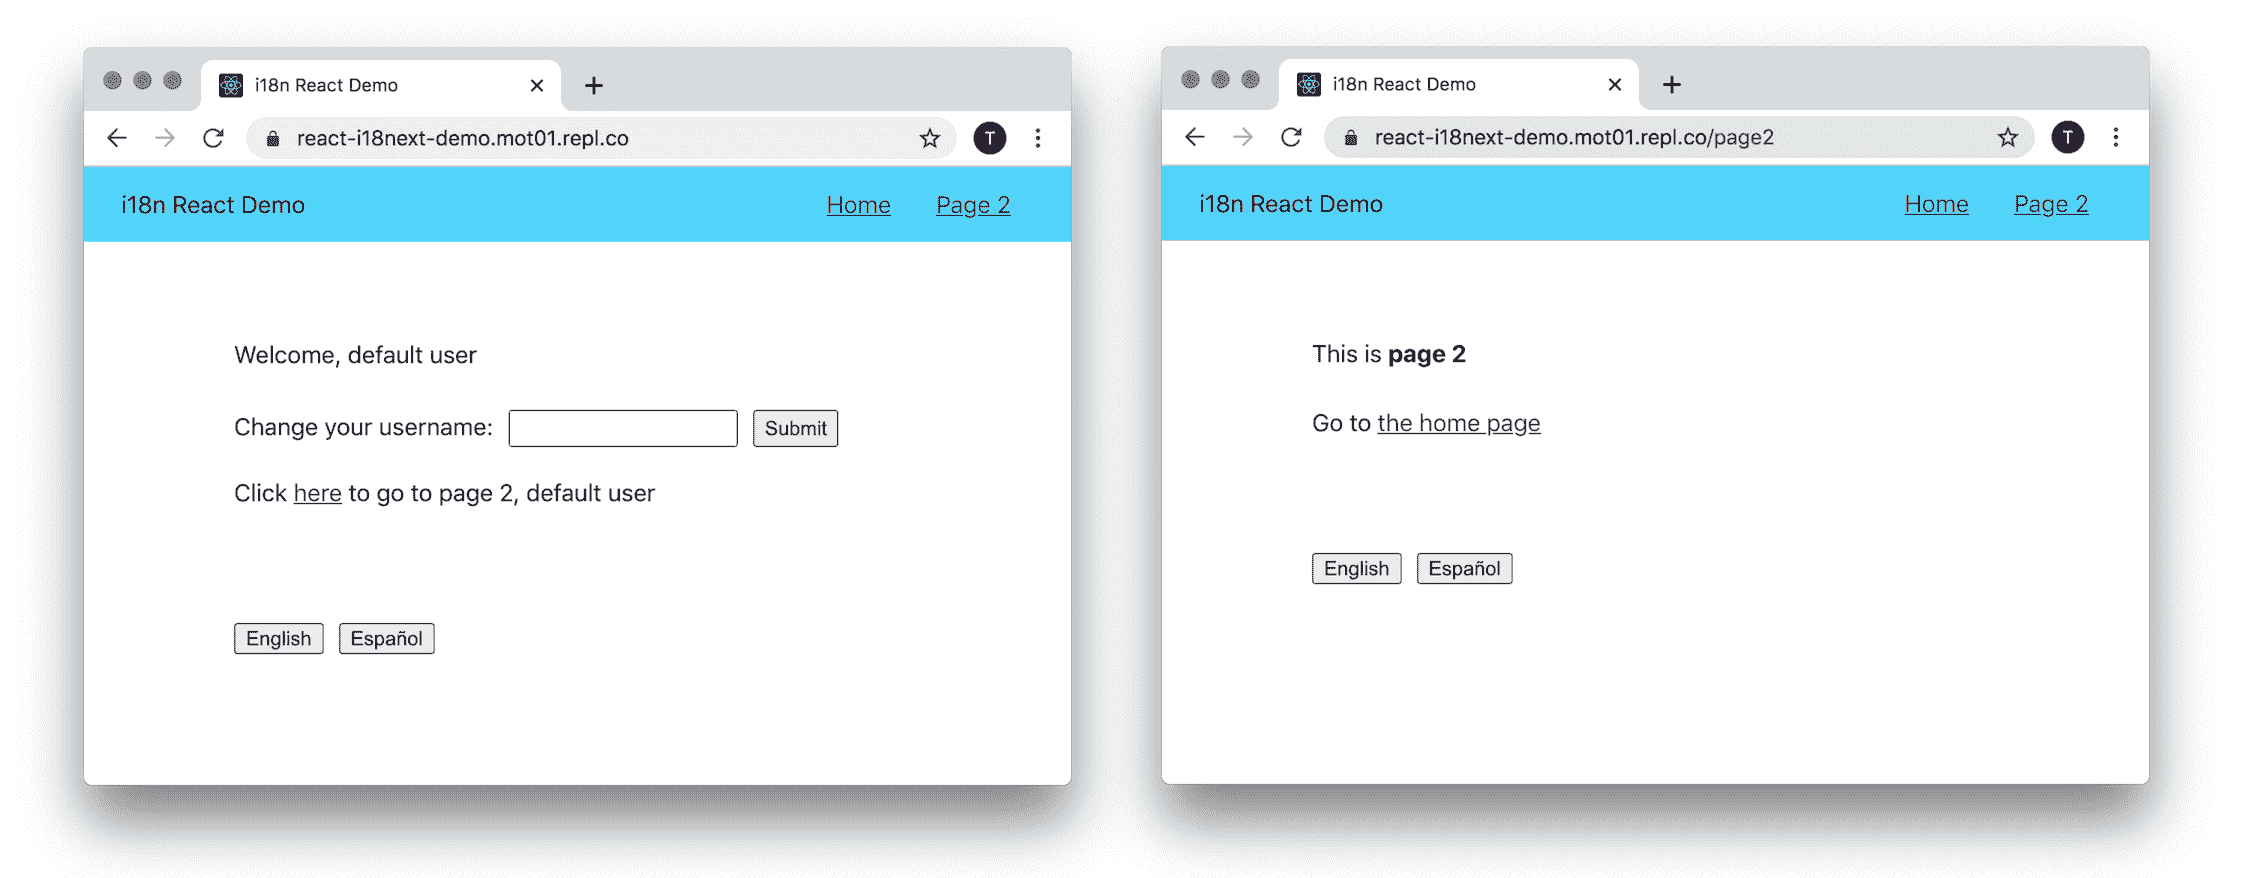 i18n React Demo
react-i18next-demo.mot01.repl.co
T
i18n React Demo
Home
Page 2
Welcome, default user
Change your username:
Submit
Click here to go to page 2, default user
English
Español
i18n React Demo
react-i18next-demo.mot01.repl.co/page2
T
i18n React Demo
Home
Page 2
This is page 2
Go to the home page
English
Español